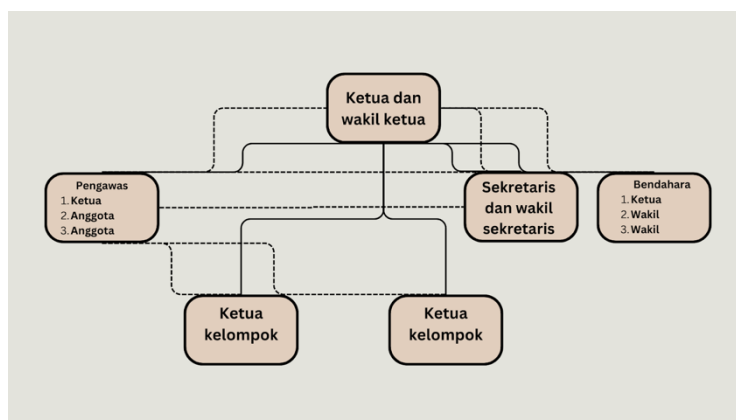 Ketua dan
wakil ketua
Pengawas
1. Ketua
2. Anggota
3. Anggota
Sekretaris
dan wakil
sekretaris
Bendahara
1. Ketua
2. Wakil
3. Wakil
Ketua
kelompok
Ketua
kelompok